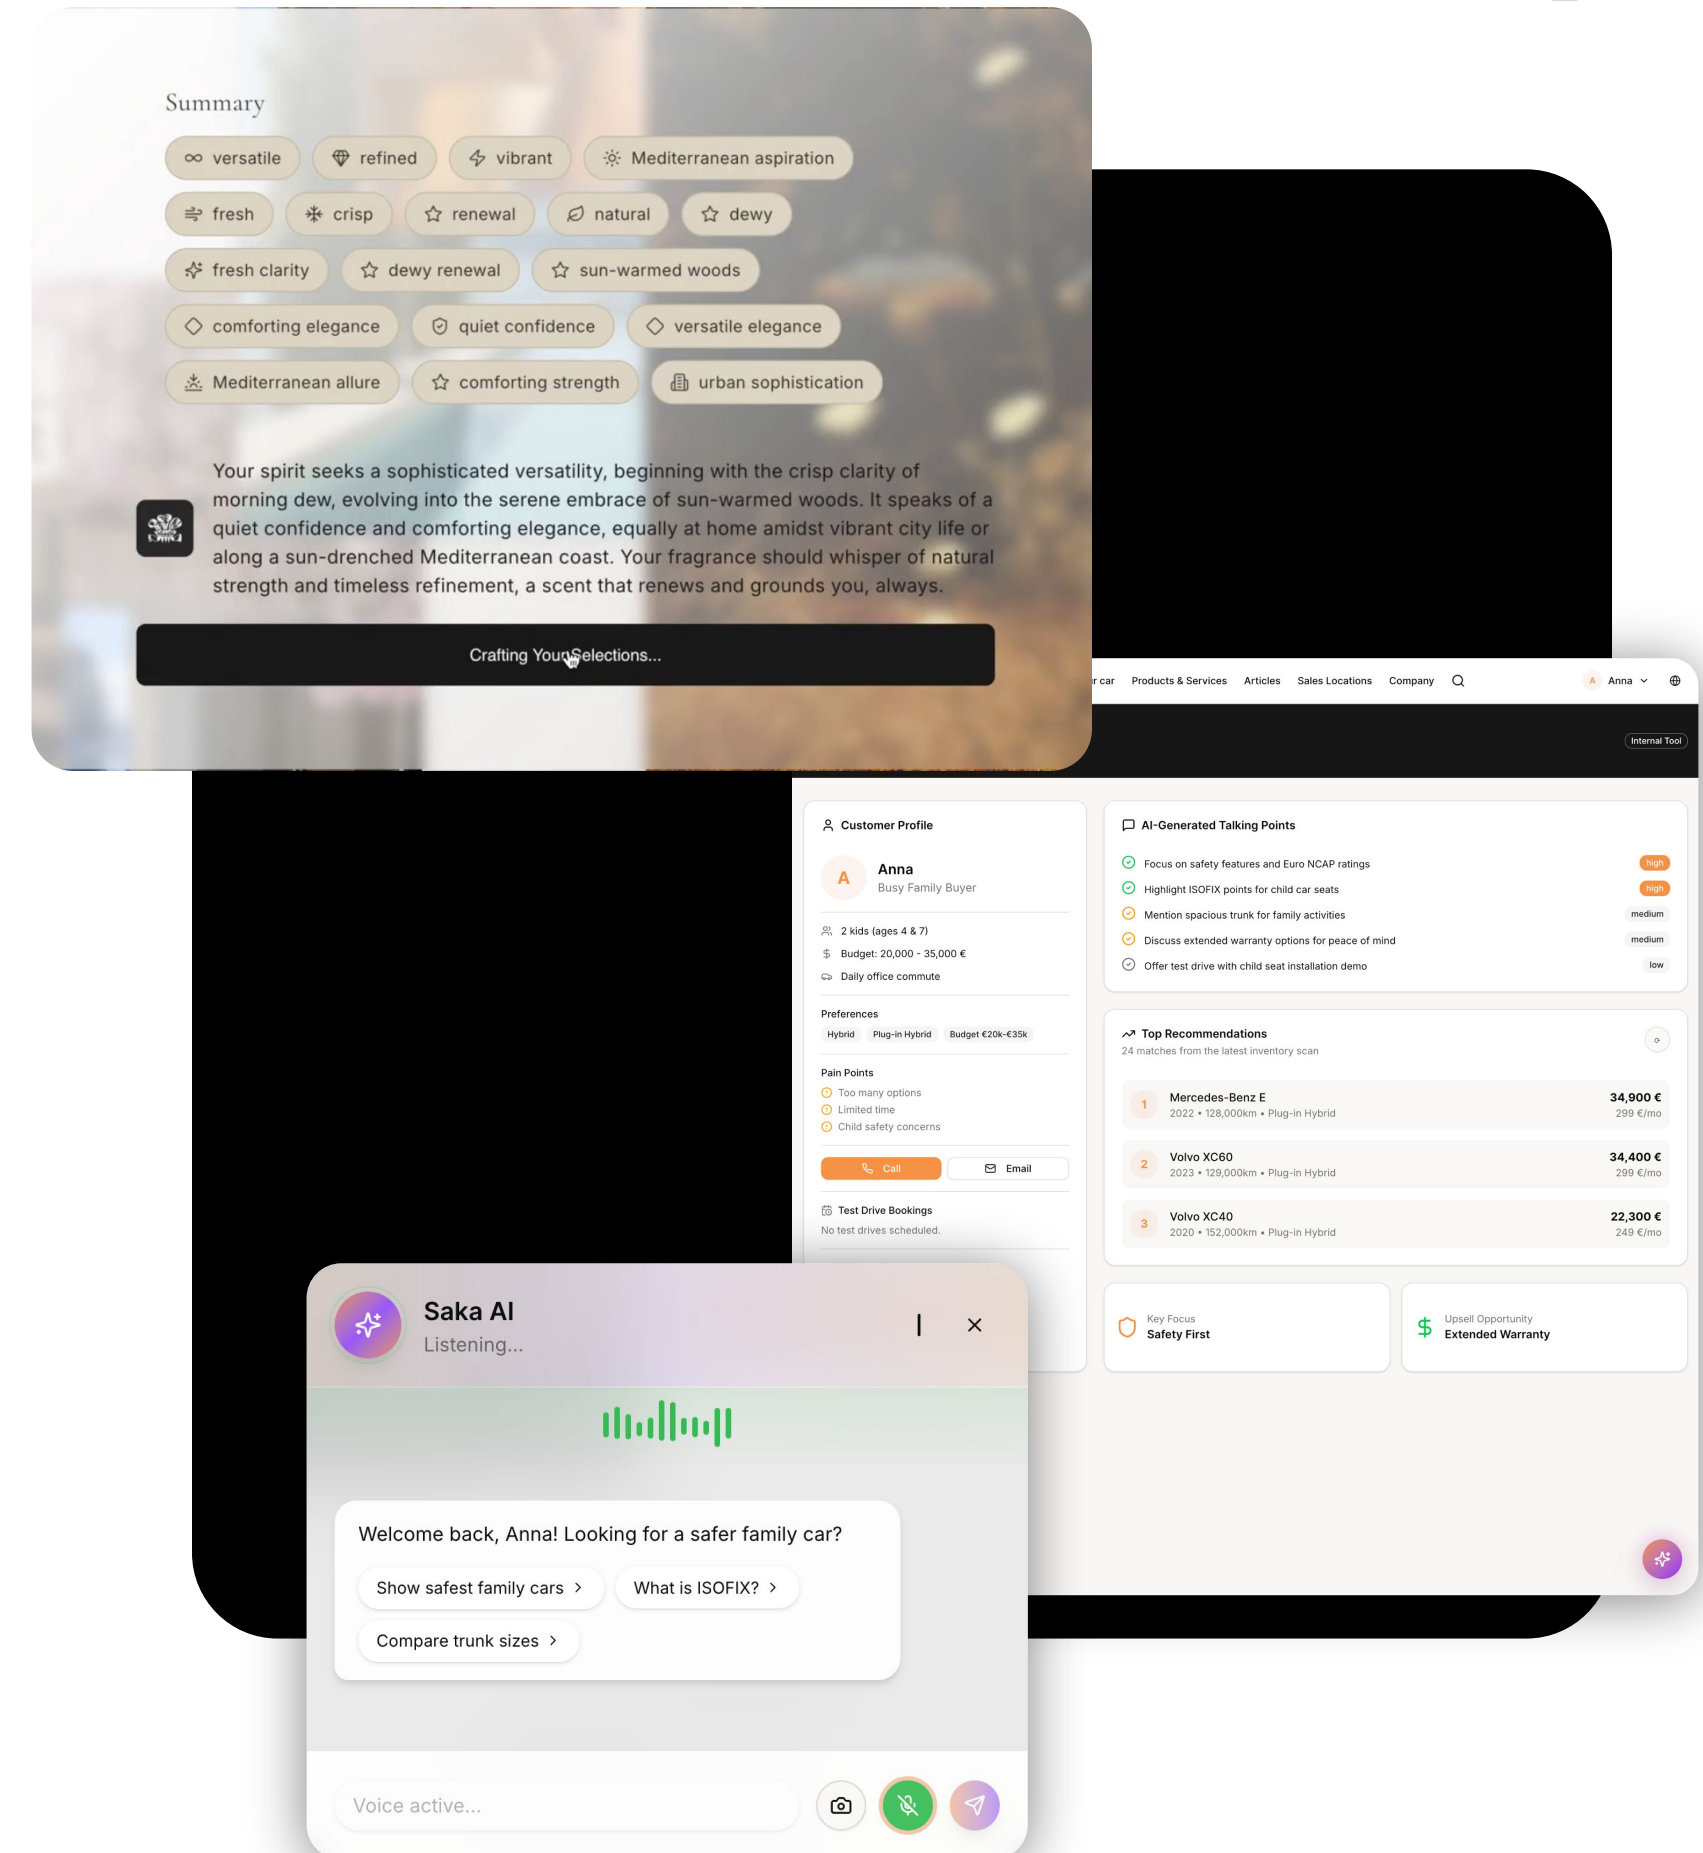 Summary
versatile
refined
vibrant
Mediterranean aspiration
fresh
crisp
renewal
natural
dewy
fresh clarity
dewy renewal
sun-warmed woods
comforting elegance
quiet confidence
versatile elegance
Mediterranean allure
comforting strength
urban sophistication
Your spirit seeks a sophisticated versatility, beginning with the crisp clarity of
morning dew, evolving into the serene embrace of sun-warmed woods. It speaks of a
quiet confidence and comforting elegance, equally at home amidst vibrant city life or
along a sun-drenched Mediterranean coast. Your fragrance should whisper of natural
strength and timeless refinement, a scent that renews and grounds you, always.
Crafting Your Selections...
car
Products & Services
Articles
Sales Locations
Company
A
Anna
Internal Tool
Customer Profile
A
Anna
Busy Family Buyer
2 kids (ages 4 & 7)
Budget: 20,000 - 35,000 €
Daily office commute
Preferences
Hybrid
Plug-in Hybrid
Budget €20k-€35k
Pain Points
Too many options
Limited time
Child safety concerns
Call
Email
Test Drive Bookings
No test drives scheduled.
AI-Generated Talking Points
Focus on safety features and Euro NCAP ratings
high
Highlight ISOFIX points for child car seats
high
Mention spacious trunk for family activities
medium
Discuss extended warranty options for peace of mind
medium
Offer test drive with child seat installation demo
low
Top Recommendations
24 matches from the latest inventory scan
1
Mercedes-Benz E
34,900 €
2022 • 128,000km • Plug-in Hybrid
299 €/mo
2
Volvo XC60
34,400 €
2023 • 129,000km • Plug-in Hybrid
299 €/mo
3
Volvo XC40
22,300 €
2020 • 152,000km • Plug-in Hybrid
249 €/mo
Key Focus
Safety First
Upsell Opportunity
Extended Warranty
Saka AI
Listening...
Welcome back, Anna! Looking for a safer family car?
Show safest family cars
What is ISOFIX?
Compare trunk sizes
Voice active...